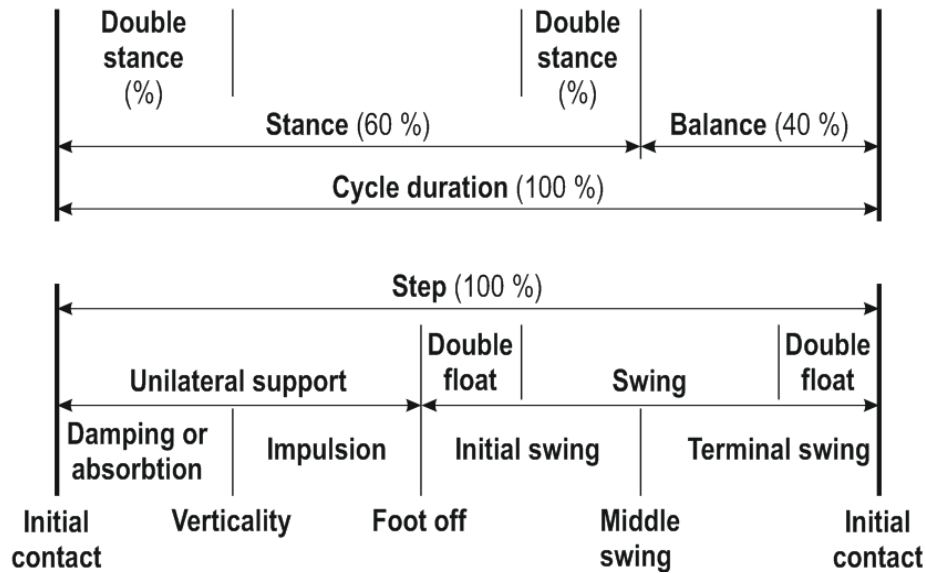 Double
stance
(%)
Double
stance
(%)
Stance (60 %)
Balance (40 %)
Cycle duration (100 %)
Step (100 %)
Double
float
Double
float
Unilateral support
Swing
Damping or
absorbtion
Impulsion
Initial swing
Terminal swing
Initial
contact
Verticality
Foot off
Middle
swing
Initial
contact